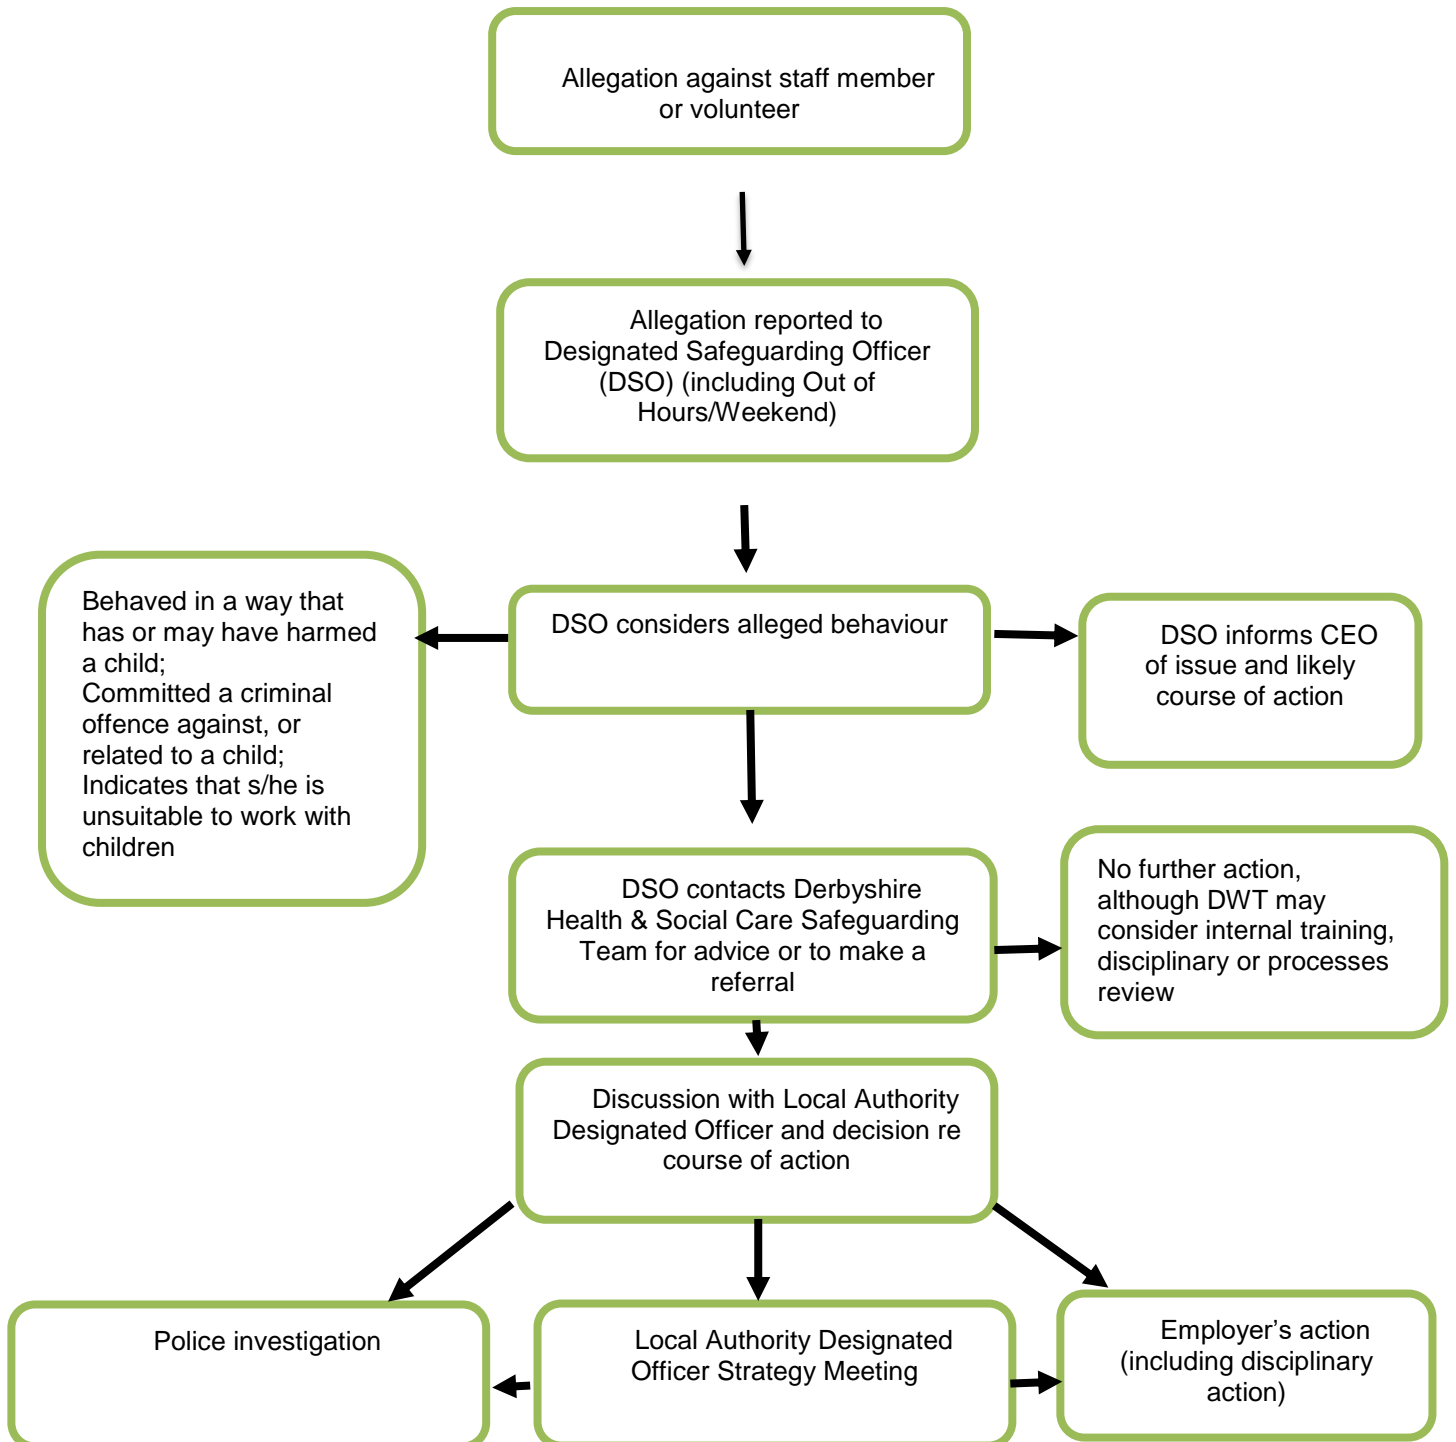 Allegation against staff member
or volunteer
Allegation reported to
Designated Safeguarding Officer
(DSO) (including Out of
Hours/Weekend)
Behaved in a way that
has or may have harmed
a child;
Committed a criminal
offence against, or
related to a child;
Indicates that s/he is
unsuitable to work with
children
DSO considers alleged behaviour
DSO informs CEO
of issue and likely
course of action
DSO contacts Derbyshire
Health & Social Care Safeguarding
Team for advice or to make a
referral
No further action,
although DWT may
consider internal training,
disciplinary or processes
review
Discussion with Local Authority
Designated Officer and decision re
course of action
Police investigation
Local Authority Designated
Officer Strategy Meeting
Employer’s action
(including disciplinary
action)